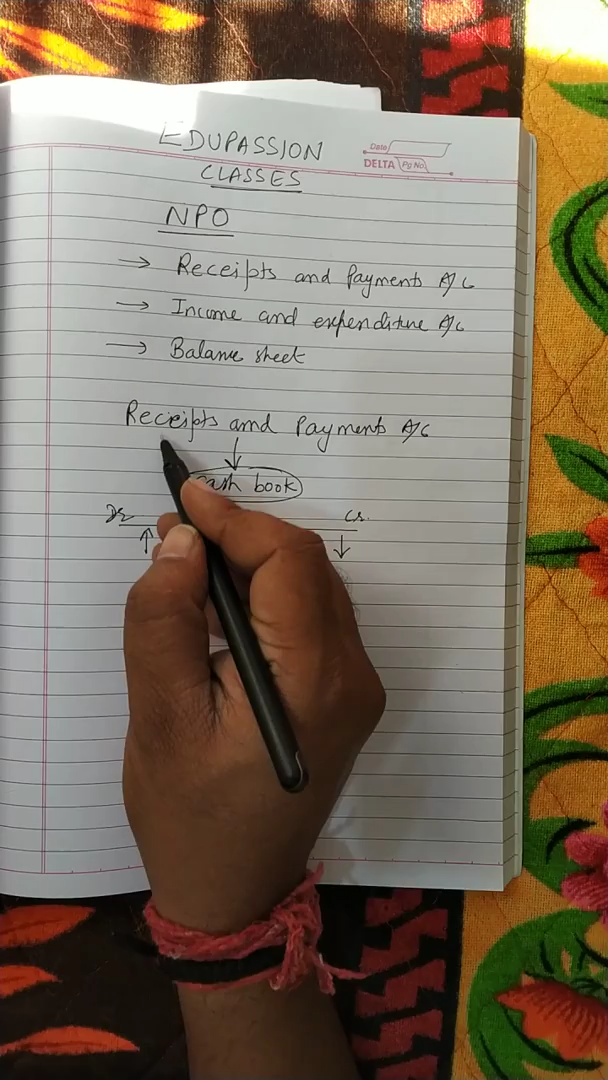 EDUPASSION
Date
DELTA Pg No.
CLASSES
NPO
→ Receipts and Payments A/C
→ Income and expenditure A/C
→ Balance sheet
Receipts and Payments A/C
↓
cash book
Dr Cr.
↑ ↓